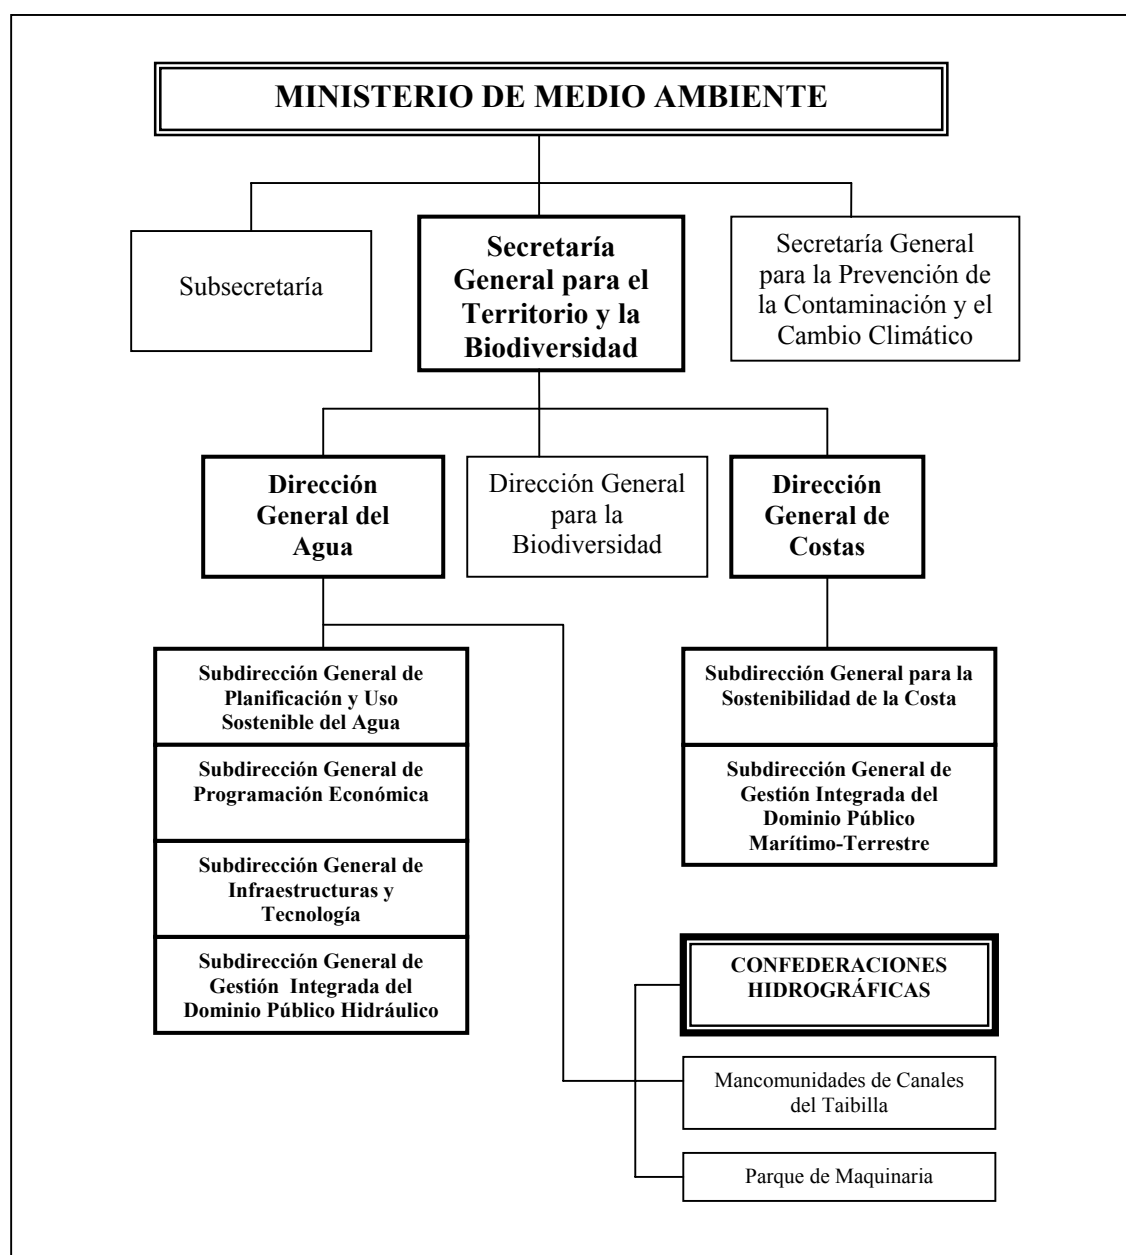 MINISTERIO DE MEDIO AMBIENTE
Subsecretaría
Secretaría
General para el
Territorio y la
Biodiversidad
Secretaría General
para la Prevención de
la Contaminación y el
Cambio Climático
Dirección
General del
Agua
Dirección General
para la
Biodiversidad
Dirección
General de
Costas
Subdirección General de
Planificación y Uso
Sostenible del Agua
Subdirección General de
Programación Económica
Subdirección General de
Infraestructuras y
Tecnología
Subdirección General de
Gestión Integrada del
Dominio Público Hidráulico
Subdirección General para la
Sostenibilidad de la Costa
Subdirección General de
Gestión Integrada del
Dominio Público
Marítimo-Terrestre
CONFEDERACIONES
HIDROGRÁFICAS
Mancomunidades de Canales
del Taibilla
Parque de Maquinaria